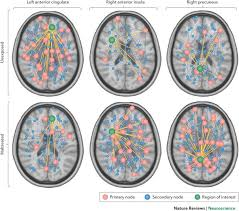 Left anterior cingulate
Right anterior insula
Right precuneus
Unexposed
Maltreated
Primary node
Secondary node
Region of interest
Nature Reviews | Neuroscience